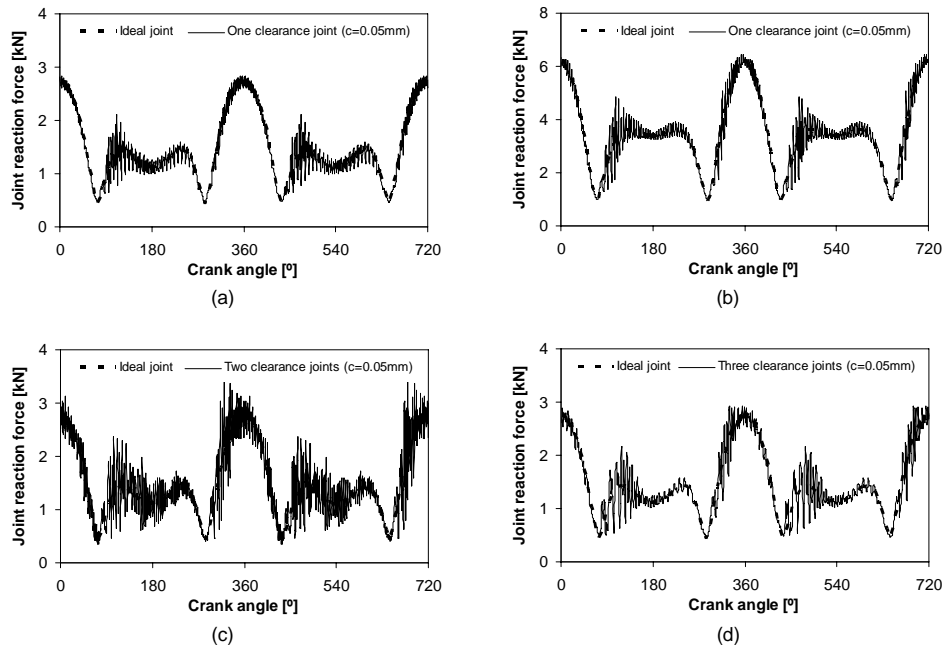 4
3
2
1
0
Joint reaction force [kN]
Ideal joint
One clearance joint (c=0.05mm)
0 180 360 540 720
Crank angle [º]
(a)
8
6
4
2
0
Joint reaction force [kN]
Ideal joint
One clearance joint (c=0.05mm)
0 180 360 540 720
Crank angle [º]
(b)
4
3
2
1
0
Joint reaction force [kN]
Ideal joint
Two clearance joints (c=0.05mm)
0 180 360 540 720
Crank angle [º]
(c)
4
3
2
1
0
Joint reaction force [kN]
Ideal joint
Three clearance joints (c=0.05mm)
0 180 360 540 720
Crank angle [º]
(d)